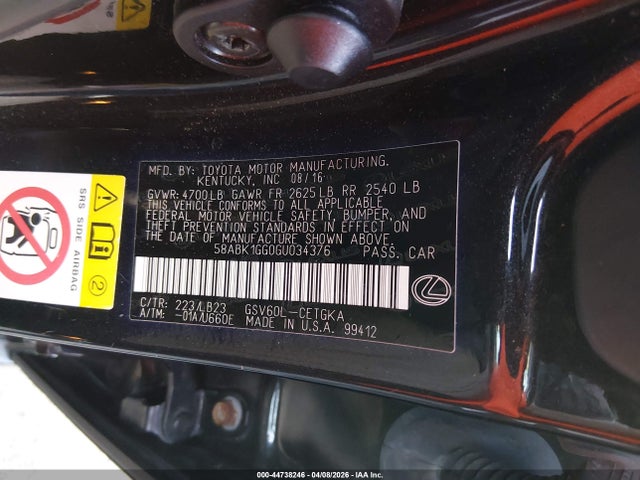 MFD. BY: TOYOTA MOTOR MANUFACTURING.
KENTUCKY, INC 08/16
GVWR: 4700LB GAWR FR 2625LB RR 2540 LB
THIS VEHICLE CONFORMS TO ALL APPLICABLE
FEDERAL MOTOR VEHICLE SAFETY, BUMPER, AND
THEFT PREVENTION STANDARDS IN EFFECT ON
THE DATE OF MANUFACTURE SHOWN ABOVE.
58ABK1GG0GU034376 PASS. CAR
C/TR: 223/LB23 GSV60L-CETGKA
A/TM: -01A/U660E MADE IN U.S.A. 99412
SRS SIDE AIRBAG
2
000-44738246 - 04/08/2026 - IAA Inc.